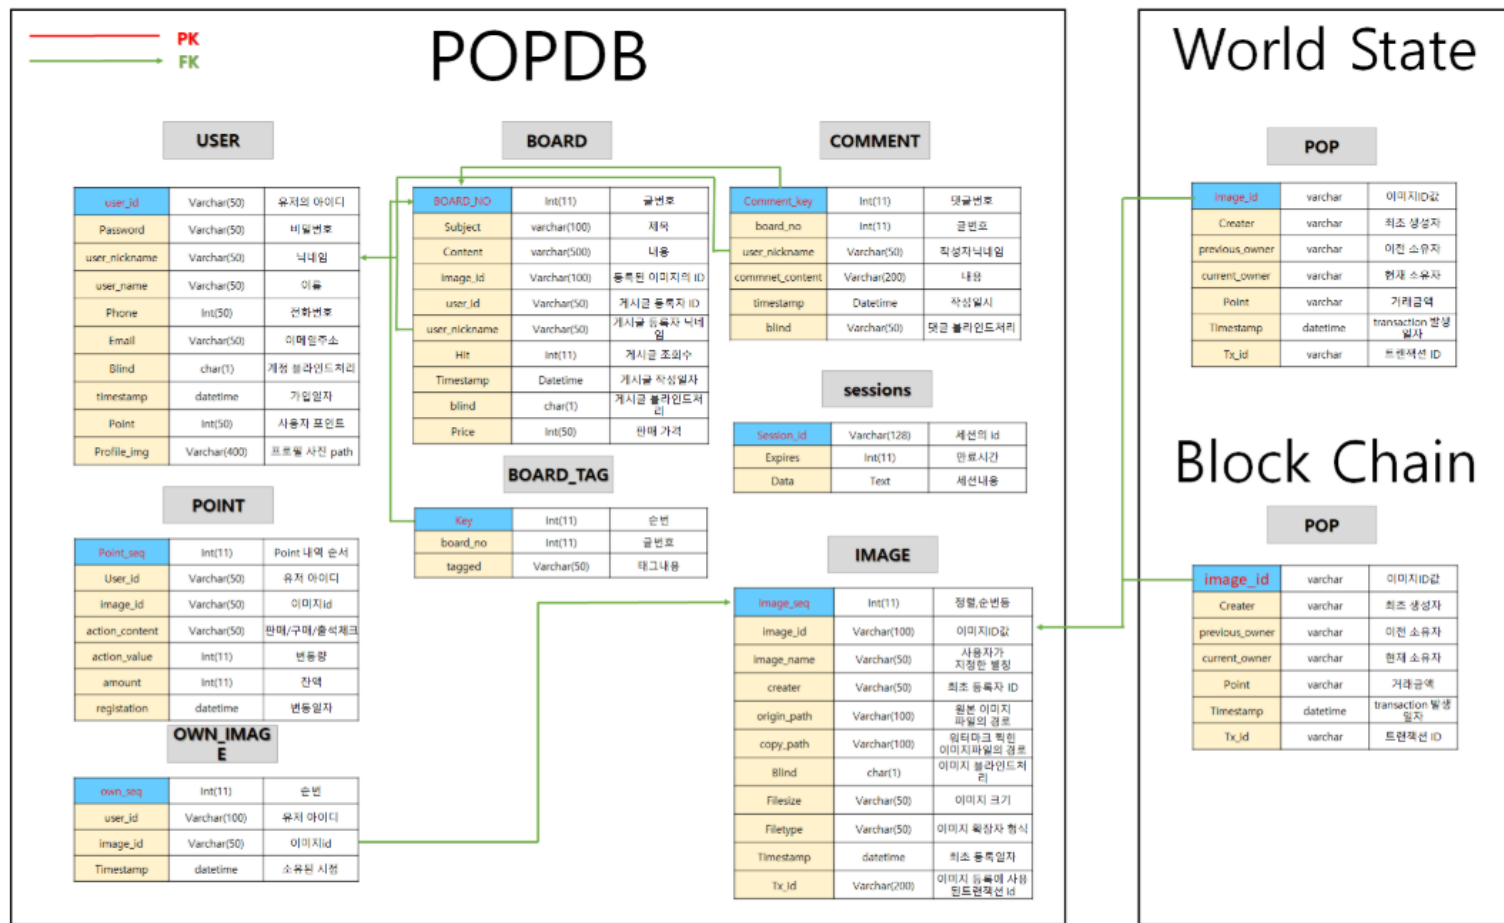 PK
FK
POPDB
USER
user_id Varchar(50) 유저의 아이디
Password Varchar(50) 비밀번호
user_nickname Varchar(50) 닉네임
user_name Varchar(50) 이름
Phone Int(50) 전화번호
Email Varchar(50) 이메일주소
Blind char(1) 계정 블라인드처리
timestamp datetime 가입일자
Point Int(50) 사용자 포인트
Profile_img Varchar(400) 프로필 사진 path
POINT
Point_seq Int(11) Point 내역 순서
User_id Varchar(50) 유저 아이디
image_id Varchar(50) 이미지id
action_content Varchar(50) 판매/구매/출석체크
action_value Int(11) 변동량
amount Int(11) 잔액
registation datetime 변동일자
OWN_IMAG
E
own_seq Int(11) 순번
user_id Varchar(100) 유저 아이디
image_id Varchar(50) 이미지id
Timestamp datetime 소유된 시점
BOARD
BOARD_NO Int(11) 글번호
Subject varchar(100) 제목
Content varchar(500) 내용
Image_Id Varchar(100) 등록된 이미지의 ID
user_id Varchar(50) 게시글 등록자 ID
user_nickname Varchar(50) 게시글 등록자 닉네
임
Hit Int(11) 게시글 조회수
Timestamp Datetime 게시글 작성일자
blind char(1) 게시글 블라인드처
리
Price Int(50) 판매 가격
BOARD_TAG
Key Int(11) 순번
board_no Int(11) 글번호
tagged Varchar(50) 태그내용
COMMENT
Comment_key Int(11) 댓글번호
board_no Int(11) 글번호
user_nickname Varchar(50) 작성자닉네임
commnet_content Varchar(200) 내용
timestamp Datetime 작성일시
blind Varchar(50) 댓글 블라인드처리
sessions
Session_id Varchar(128) 세션의 id
Expires Int(11) 만료시간
Data Text 세션내용
IMAGE
Image_seq Int(11) 정렬,순번등
image_id Varchar(100) 이미지ID값
image_name Varchar(50) 사용자가
지정한 별칭
creater Varchar(50) 최초 등록자 ID
origin_path Varchar(100) 원본 이미지
파일의 경로
copy_path Varchar(100) 워터마크 찍힌
이미지파일의 경로
Blind char(1) 이미지 블라인드처
리
Filesize Varchar(50) 이미지 크기
Filetype Varchar(50) 이미지 확장자 형식
Timestamp datetime 최초 등록일자
Tx_Id Varchar(200) 이미지 등록에 사용
된트랜잭션 id
World State
POP
image_id varchar 이미지ID값
Creater varchar 최초 생성자
previous_owner varchar 이전 소유자
current_owner varchar 현재 소유자
Point varchar 거래금액
Timestamp datetime transaction 발생
일자
Tx_id varchar 트랜잭션 ID
Block Chain
POP
image_id varchar 이미지ID값
Creater varchar 최초 생성자
previous_owner varchar 이전 소유자
current_owner varchar 현재 소유자
Point varchar 거래금액
Timestamp datetime transaction 발생
일자
Tx_Id varchar 트랜잭션 ID